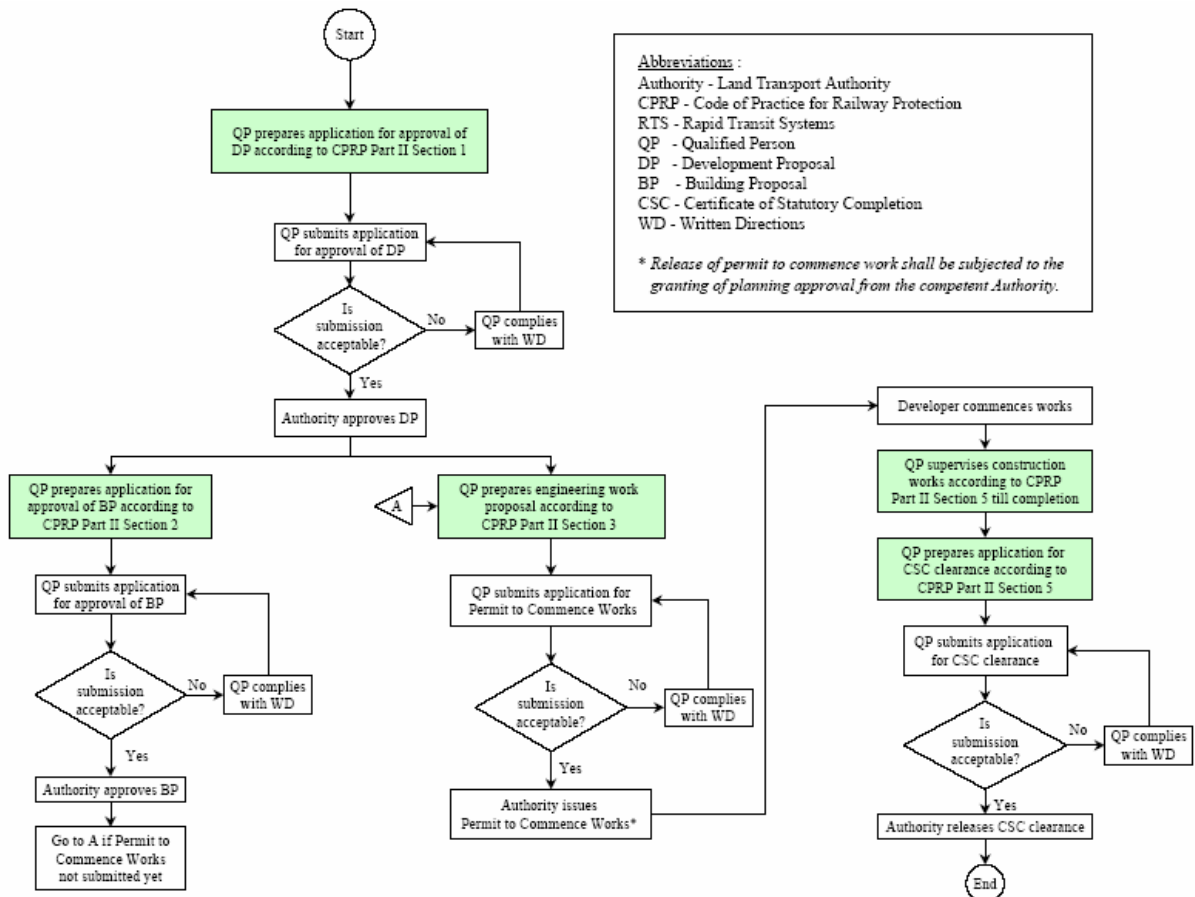 Start
QP prepares application for approval of
DP according to CPRP Part II Section 1
QP submits application
for approval of DP
Is
submission
acceptable?
No
QP complies
with WD
Yes
Authority approves DP
Abbreviations :
Authority - Land Transport Authority
CPRP - Code of Practice for Railway Protection
RTS - Rapid Transit Systems
QP - Qualified Person
DP - Development Proposal
BP - Building Proposal
CSC - Certificate of Statutory Completion
WD - Written Directions
* Release of permit to commence work shall be subjected to the
granting of planning approval from the competent Authority.
QP prepares application for
approval of BP according to
CPRP Part II Section 2
QP submits application
for approval of BP
Is
submission
acceptable?
No
QP complies
with WD
Yes
Authority approves BP
Go to A if Permit to
Commence Works
not submitted yet
A
QP prepares engineering work
proposal according to
CPRP Part II Section 3
QP submits application for
Permit to Commence Works
Is
submission
acceptable?
No
QP complies
with WD
Yes
Authority issues
Permit to Commence Works*
Developer commences works
QP supervises construction
works according to CPRP
Part II Section 5 till completion
QP prepares application for
CSC clearance according to
CPRP Part II Section 5
QP submits application
for CSC clearance
Is
submission
acceptable?
No
QP complies
with WD
Yes
Authority releases CSC clearance
End